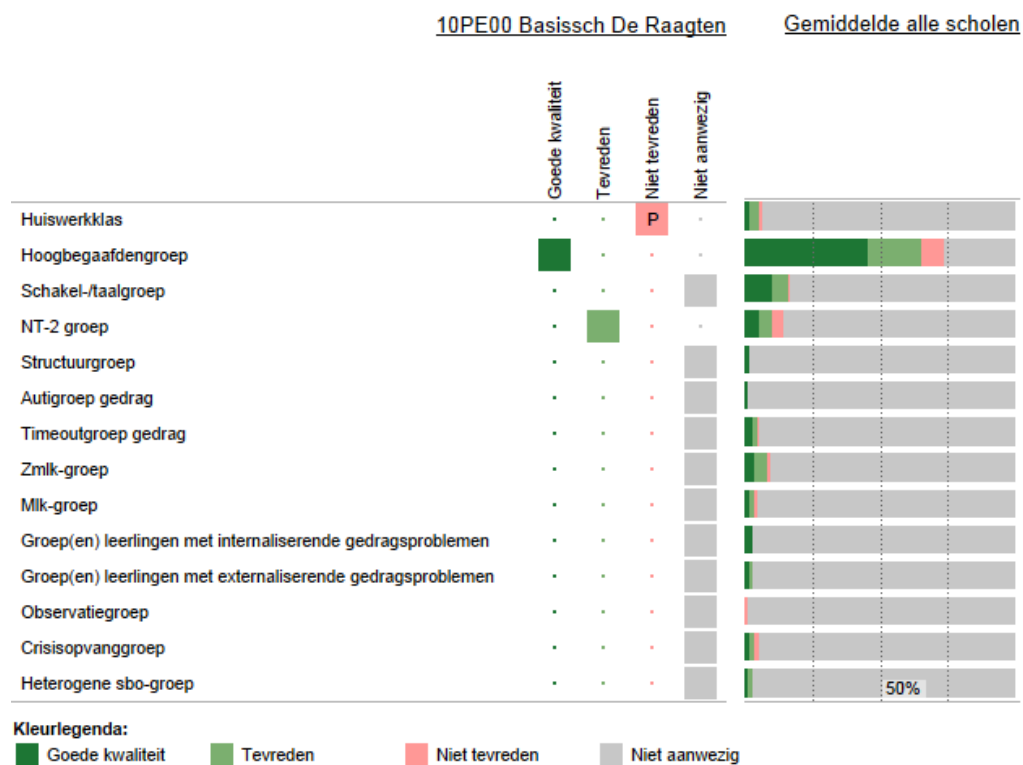 10PE00 Basissch De Raagten
Gemiddelde alle scholen
Goede kwaliteit
Tevreden
Niet tevreden
Niet aanwezig
Huiswerkklas
P
Hoogbegaafdengroep
Schakel-/taalgroep
NT-2 groep
Structuurgroep
Autigroep gedrag
Timeoutgroep gedrag
Zmlk-groep
Mlk-groep
Groep(en) leerlingen met internaliserende gedragsproblemen
Groep(en) leerlingen met externaliserende gedragsproblemen
Observatiegroep
Crisisopvanggroep
Heterogene sbo-groep
50%
Kleurlegenda:
Goede kwaliteit
Tevreden
Niet tevreden
Niet aanwezig